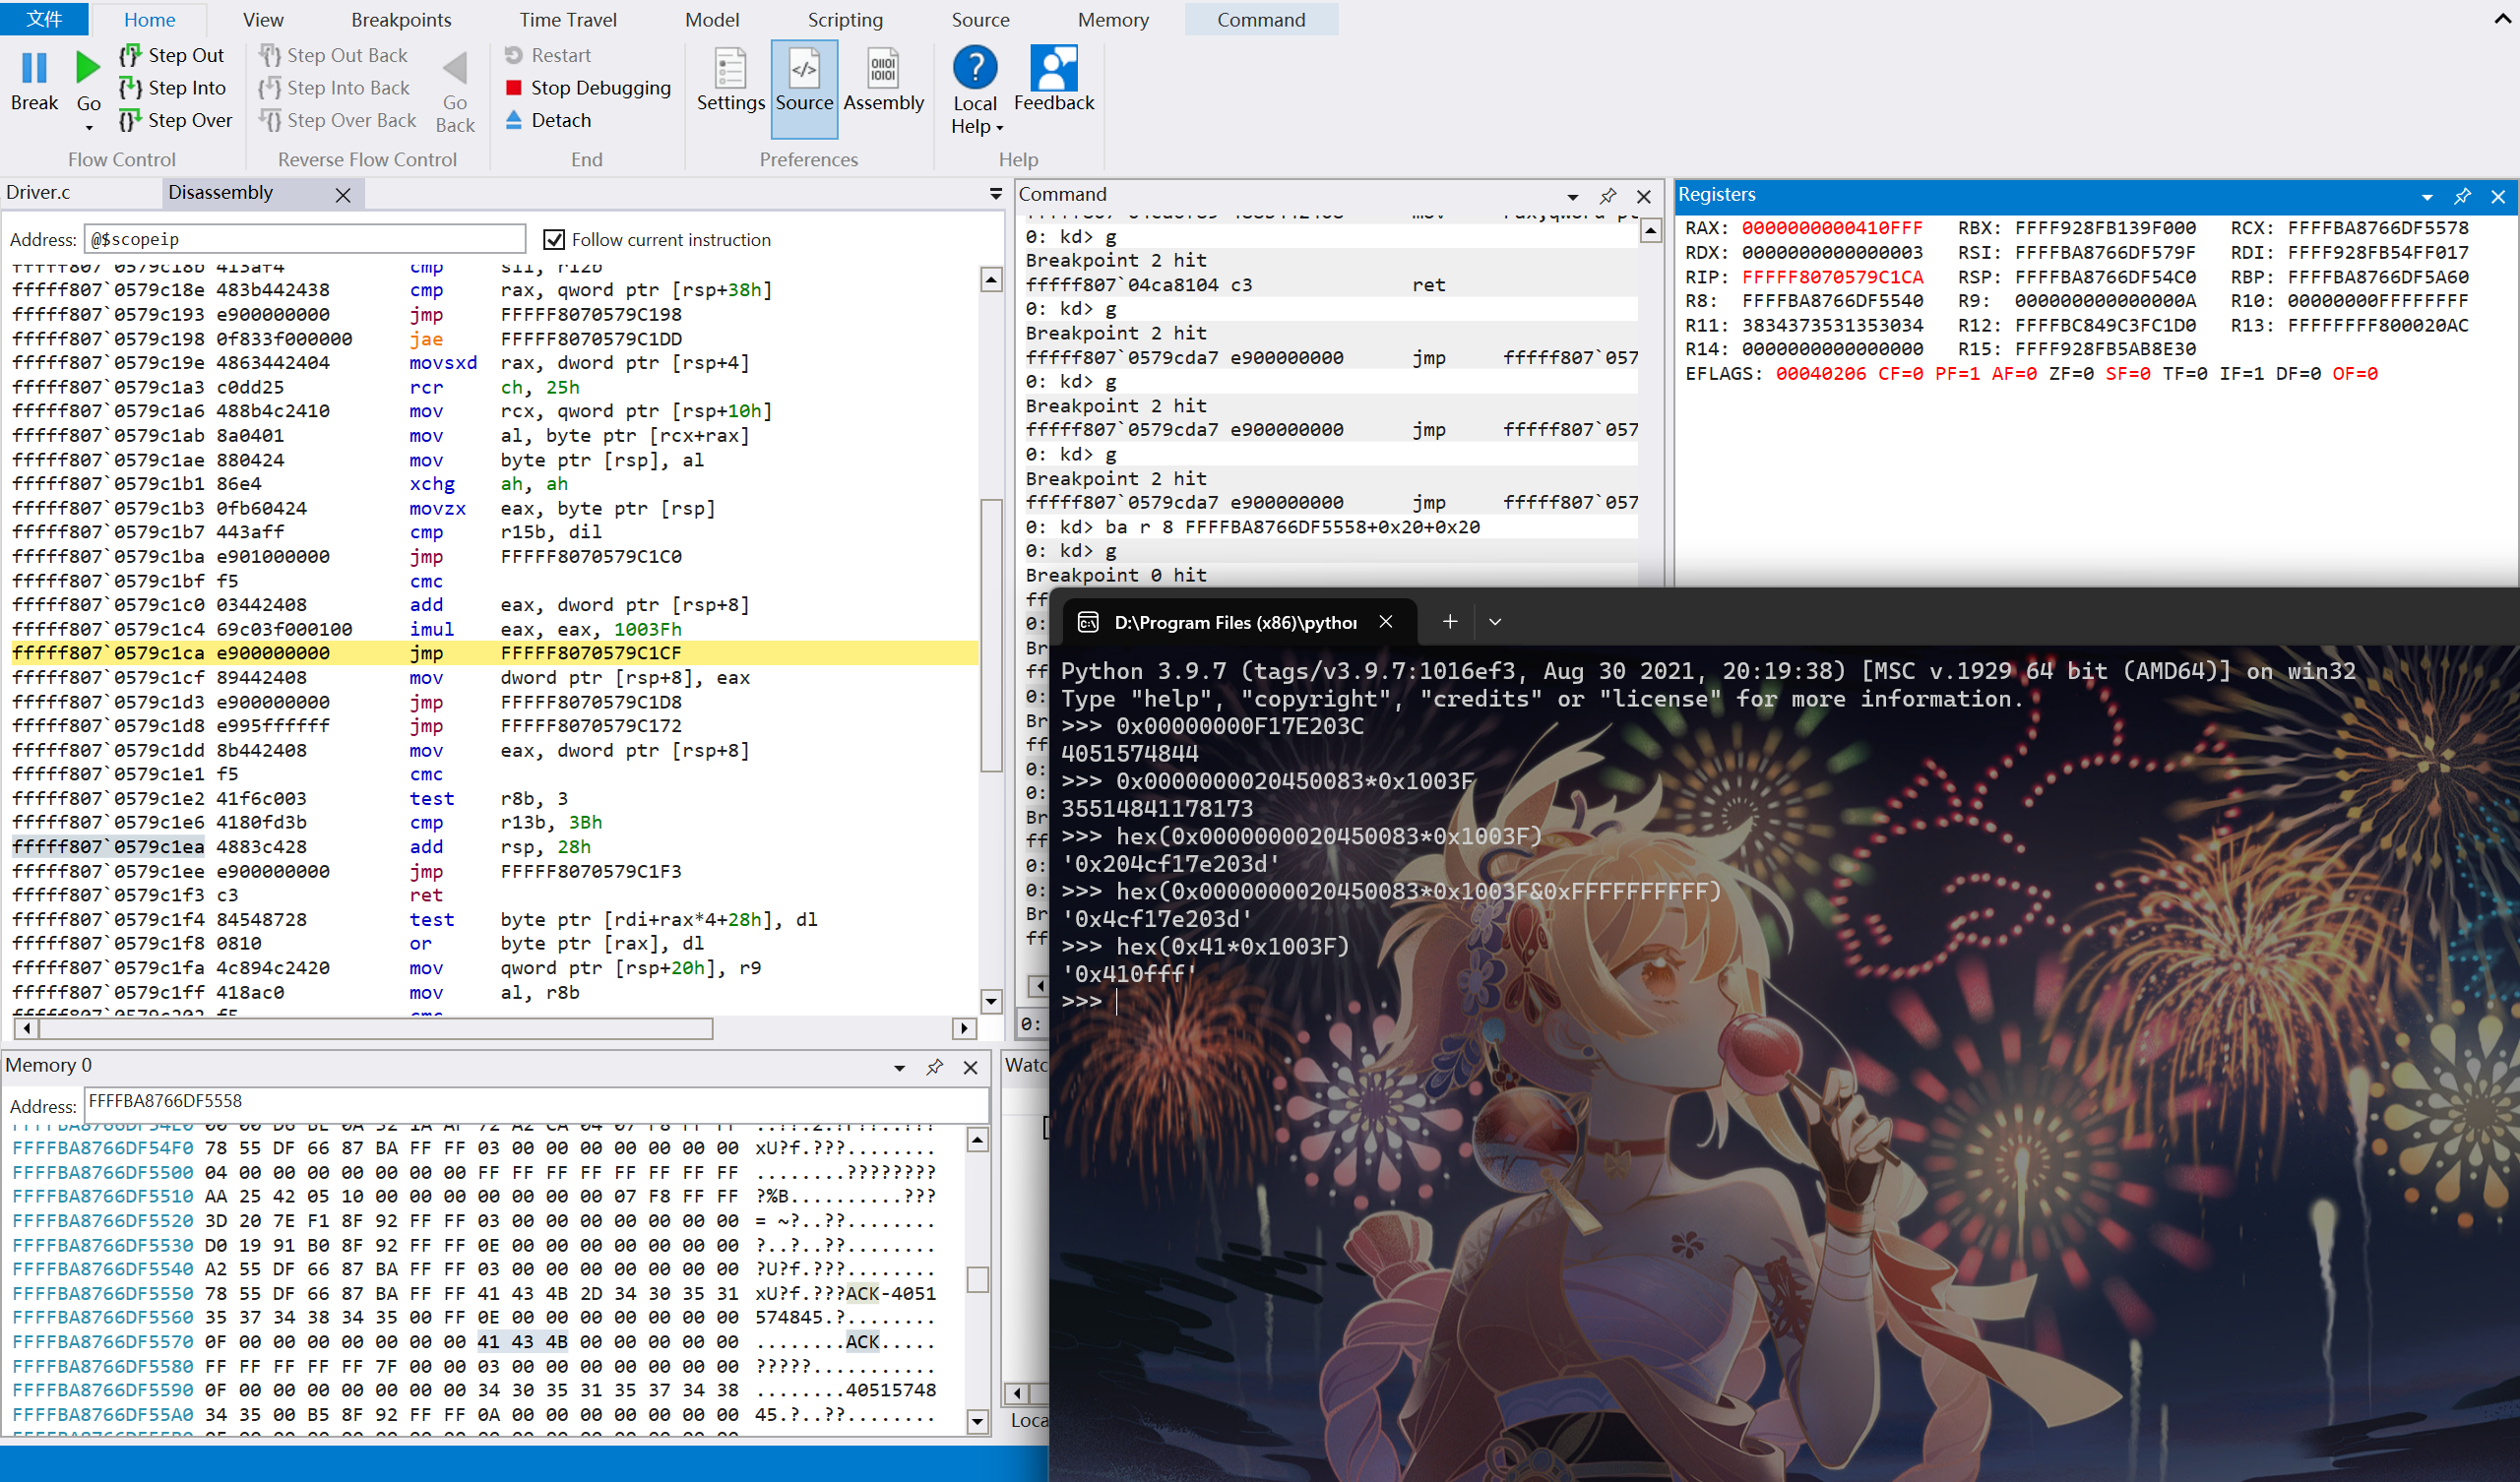 文件 Home View Breakpoints Time Travel Model Scripting Source Memory Command
Break
Go
Step Out
Step Into
Step Over
Flow Control
Step Out Back
Step Into Back
Step Over Back
Go Back
Reverse Flow Control
Restart
Stop Debugging
Detach
End
Settings
Source
Assembly
Preferences
Local Help
Feedback
Help
Driver.c Disassembly
Address: @$scopeip Follow current instruction
fffff807`0579c18b 413af4 cmp sil, r12b
fffff807`0579c18e 483b442438 cmp rax, qword ptr [rsp+38h]
fffff807`0579c193 e900000000 jmp FFFFF8070579C198
fffff807`0579c198 0f833f000000 jae FFFFF8070579C1DD
fffff807`0579c19e 4863442404 movsxd rax, dword ptr [rsp+4]
fffff807`0579c1a3 c0dd25 rcr ch, 25h
fffff807`0579c1a6 488b4c2410 mov rcx, qword ptr [rsp+10h]
fffff807`0579c1ab 8a0401 mov al, byte ptr [rcx+rax]
fffff807`0579c1ae 880424 mov byte ptr [rsp], al
fffff807`0579c1b1 86e4 xchg ah, ah
fffff807`0579c1b3 0fb60424 movzx eax, byte ptr [rsp]
fffff807`0579c1b7 443aff cmp r15b, dil
fffff807`0579c1ba e901000000 jmp FFFFF8070579C1C0
fffff807`0579c1bf f5 cmc
fffff807`0579c1c0 03442408 add eax, dword ptr [rsp+8]
fffff807`0579c1c4 69c03f000100 imul eax, eax, 1003Fh
fffff807`0579c1ca e900000000 jmp FFFFF8070579C1CF
fffff807`0579c1cf 89442408 mov dword ptr [rsp+8], eax
fffff807`0579c1d3 e900000000 jmp FFFFF8070579C1D8
fffff807`0579c1d8 e995ffffff jmp FFFFF8070579C172
fffff807`0579c1dd 8b442408 mov eax, dword ptr [rsp+8]
fffff807`0579c1e1 f5 cmc
fffff807`0579c1e2 41f6c003 test r8b, 3
fffff807`0579c1e6 4180fd3b cmp r13b, 3Bh
fffff807`0579c1ea 4883c428 add rsp, 28h
fffff807`0579c1ee e900000000 jmp FFFFF8070579C1F3
fffff807`0579c1f3 c3 ret
fffff807`0579c1f4 84548728 test byte ptr [rdi+rax*4+28h], dl
fffff807`0579c1f8 0810 or byte ptr [rax], dl
fffff807`0579c1fa 4c894c2420 mov qword ptr [rsp+20h], r9
fffff807`0579c1ff 418ac0 mov al, r8b
Command
0: kd> g
Breakpoint 2 hit
fffff807`04ca8104 c3 ret
0: kd> g
Breakpoint 2 hit
fffff807`0579cda7 e900000000 jmp fffff807`057
0: kd> g
Breakpoint 2 hit
fffff807`0579cda7 e900000000 jmp fffff807`057
0: kd> g
Breakpoint 2 hit
fffff807`0579cda7 e900000000 jmp fffff807`057
0: kd> ba r 8 FFFFBA8766DF5558+0x20+0x20
0: kd> g
Breakpoint 0 hit
ff
0:
Br
ff
0:
Br
ff
0:
0:
Br
ff
0:
0:
Br
ff
0:
Registers
RAX: 0000000000410FFF RBX: FFFF928FB139F000 RCX: FFFFBA8766DF5578
RDX: 0000000000000003 RSI: FFFFBA8766DF579F RDI: FFFF928FB54FF017
RIP: FFFFF8070579C1CA RSP: FFFFBA8766DF54C0 RBP: FFFFBA8766DF5A60
R8: FFFFBA8766DF5540 R9: 000000000000000A R10: 00000000FFFFFFFF
R11: 3834373531353034 R12: FFFFBC849C3FC1D0 R13: FFFFFFFF800020AC
R14: 0000000000000000 R15: FFFF928FB5AB8E30
EFLAGS: 00040206 CF=0 PF=1 AF=0 ZF=0 SF=0 TF=0 IF=1 DF=0 OF=0
D:\Program Files (x86)\pytho
Python 3.9.7 (tags/v3.9.7:1016ef3, Aug 30 2021, 20:19:38) [MSC v.1929 64 bit (AMD64)] on win32
Type "help", "copyright", "credits" or "license" for more information.
>>> 0x00000000F17E203C
4051574844
>>> 0x0000000020450083*0x1003F
35514841178173
>>> hex(0x0000000020450083*0x1003F)
'0x204cf17e203d'
>>> hex(0x0000000020450083*0x1003F&0xFFFFFFFFFF)
'0x4cf17e203d'
>>> hex(0x41*0x1003F)
'0x410fff'
>>>
Memory 0
Address: FFFFBA8766DF5558
FFFFBA8766DF54F0 78 55 DF 66 87 BA FF FF 03 00 00 00 00 00 00 00 xU?f.???........
FFFFBA8766DF5500 04 00 00 00 00 00 00 00 FF FF FF FF FF FF FF FF ........????????
FFFFBA8766DF5510 AA 25 42 05 10 00 00 00 00 00 00 00 07 F8 FF FF ?%B..........???
FFFFBA8766DF5520 3D 20 7E F1 8F 92 FF FF 03 00 00 00 00 00 00 00 = ~?..??........
FFFFBA8766DF5530 D0 19 91 B0 8F 92 FF FF 0E 00 00 00 00 00 00 00 ?..?..??........
FFFFBA8766DF5540 A2 55 DF 66 87 BA FF FF 03 00 00 00 00 00 00 00 ?U?f.???........
FFFFBA8766DF5550 78 55 DF 66 87 BA FF FF 41 43 4B 2D 34 30 35 31 xU?f.???ACK-4051
FFFFBA8766DF5560 35 37 34 38 34 35 00 FF 0E 00 00 00 00 00 00 00 574845.?........
FFFFBA8766DF5570 0F 00 00 00 00 00 00 00 41 43 4B 00 00 00 00 00 ........ACK.....
FFFFBA8766DF5580 FF FF FF FF FF 7F 00 00 03 00 00 00 00 00 00 00 ?????...........
FFFFBA8766DF5590 0F 00 00 00 00 00 00 00 34 30 35 31 35 37 34 38 ........40515748
FFFFBA8766DF55A0 34 35 00 B5 8F 92 FF FF 0A 00 00 00 00 00 00 00 45.?..??........
Watc
Loca